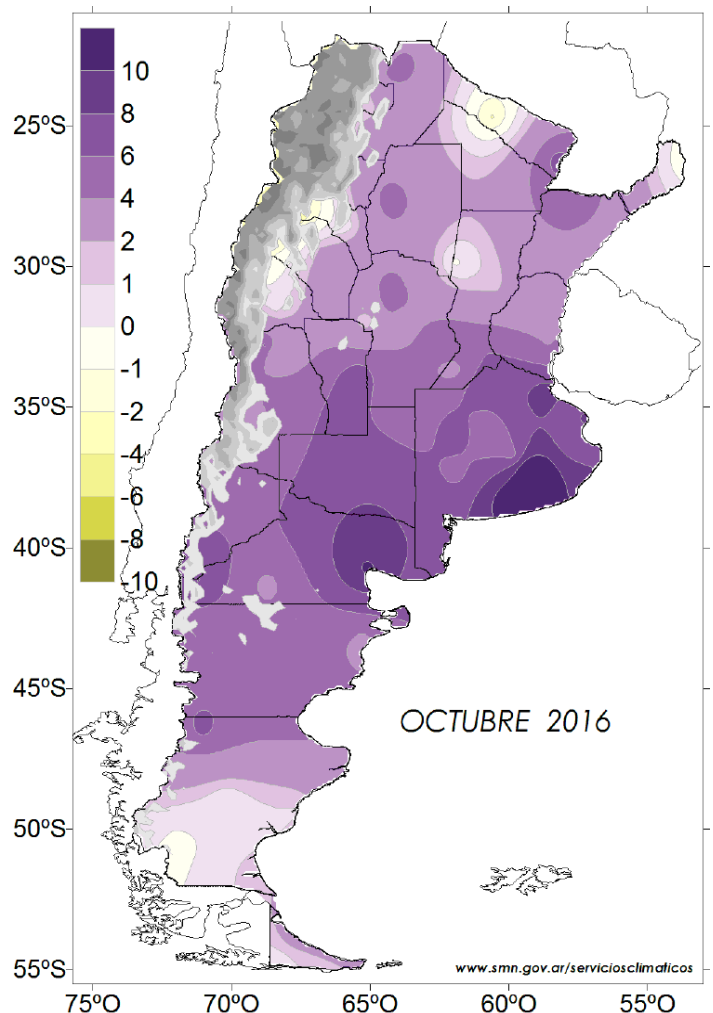 10
8
6
4
2
1
0
-1
-2
-4
-6
-8
-10
25ºS
30ºS
35ºS
40ºS
45ºS
50ºS
55ºS
OCTUBRE 2016
www.smn.gov.ar/serviciosclimaticos
75ºO 70ºO 65ºO 60ºO 55ºO